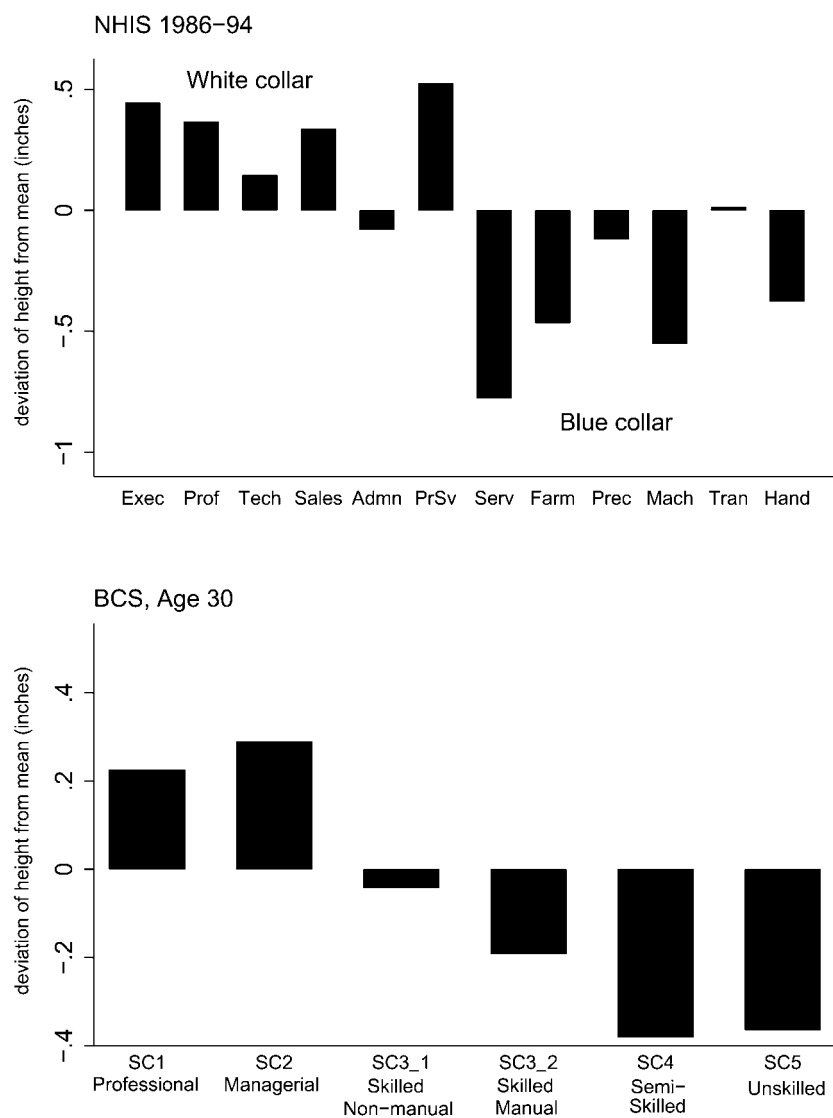 NHIS 1986−94
White collar
deviation of height from mean (inches)
.5
0
−.5
−1
Blue collar
Exec Prof Tech Sales Admn PrSv Serv Farm Prec Mach Tran Hand
BCS, Age 30
deviation of height from mean (inches)
.4
.2
0
−.2
−.4
SC1 SC2 SC3_1 SC3_2 SC4 SC5
Professional Managerial Skilled Skilled Semi− Unskilled
Non−manual Manual Skilled